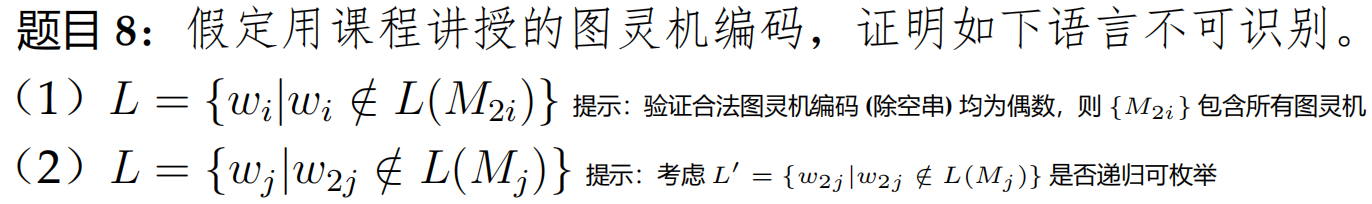 题目 8：假定用课程讲授的图灵机编码，证明如下语言不可识别。
（1）L = {w_i|w_i ∉ L(M_{2i})} 提示：验证合法图灵机编码 (除空串) 均为偶数，则 {M_{2i}} 包含所有图灵机
（2）L = {w_j|w_{2j} ∉ L(M_j)} 提示：考虑 L′ = {w_{2j}|w_{2j} ∉ L(M_j)} 是否递归可枚举